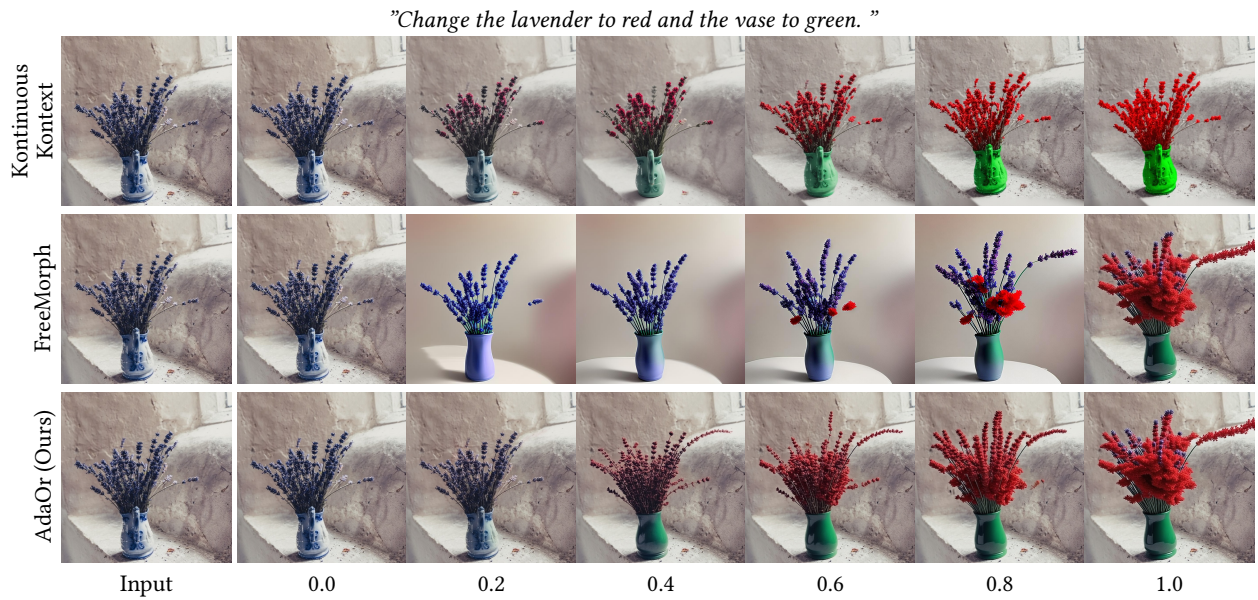 ”Change the lavender to red and the vase to green. ”
Kontinuous
Kontext
FreeMorph
AdaOr (Ours)
Input 0.0 0.2 0.4 0.6 0.8 1.0